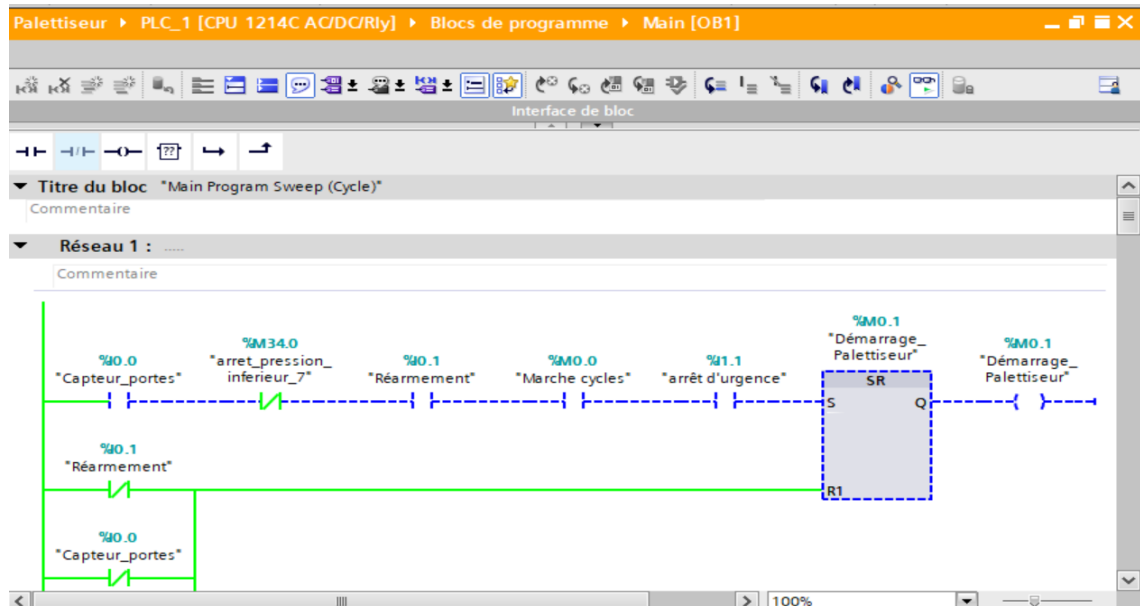 Palettiseur ▸ PLC_1 [CPU 1214C AC/DC/Rly] ▸ Blocs de programme ▸ Main [OB1]
Interface de bloc
??
Titre du bloc "Main Program Sweep (Cycle)"
Commentaire
Réseau 1 : .....
Commentaire
%I0.0
"Capteur_portes"
%M34.0
"arret_pression_
inferieur_7"
%I0.1
"Réarmement"
%M0.0
"Marche cycles"
%I1.1
"arrêt d'urgence"
%M0.1
"Démarrage_
Palettiseur"
SR
S
Q
R1
%M0.1
"Démarrage_
Palettiseur"
%I0.1
"Réarmement"
%I0.0
"Capteur_portes"
100%